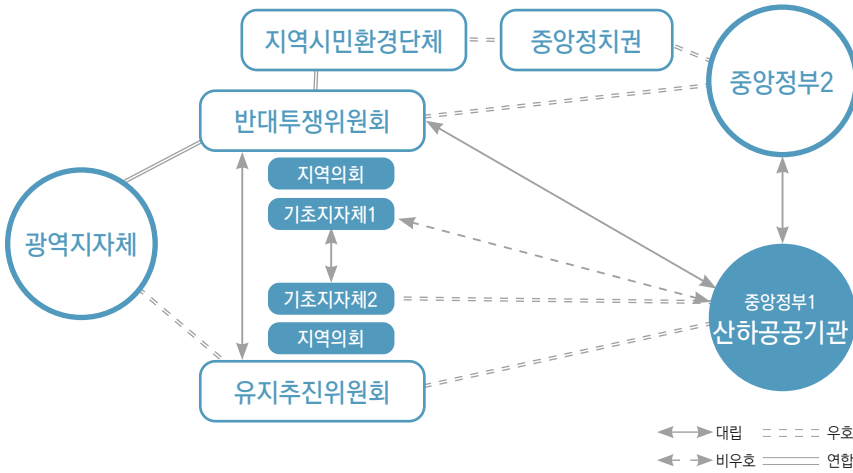 지역시민환경단체
중앙정치권
중앙정부2
반대투쟁위원회
지역의회
기초지자체1
광역지자체
기초지자체2
중앙정부1
산하공공기관
지역의회
유지추진위원회
대립
우호
비우호
연합